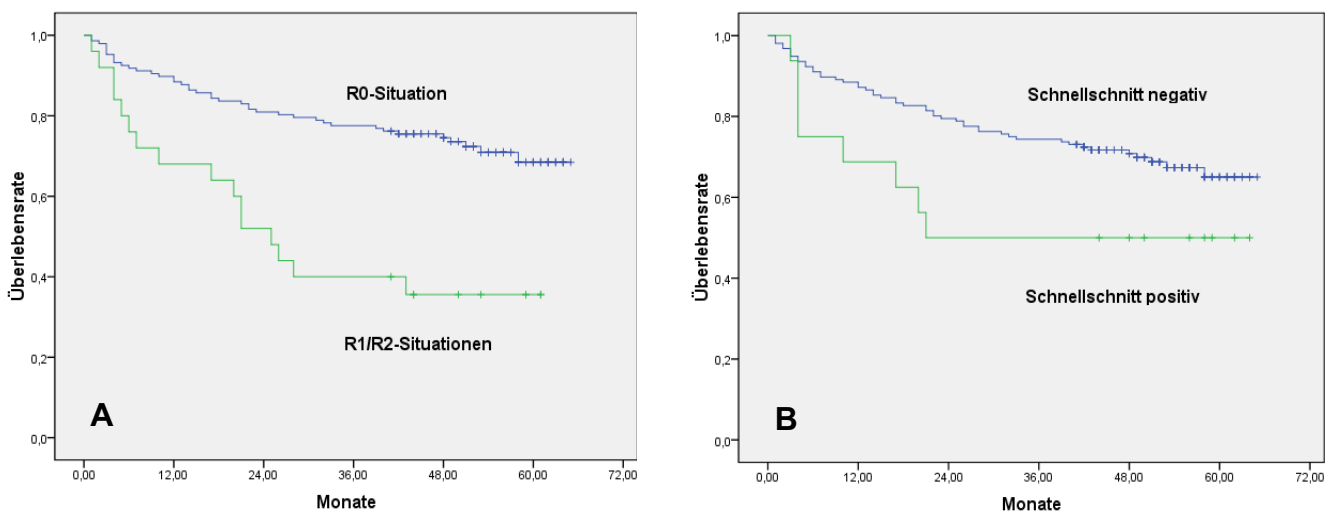 1,0
0,8
0,6
0,4
0,2
0,0
Überlebensrate
R0-Situation
R1/R2-Situationen
A
0,00 12,00 24,00 36,00 48,00 60,00 72,00
Monate
1,0
0,8
0,6
0,4
0,2
0,0
Überlebensrate
Schnellschnitt negativ
Schnellschnitt positiv
B
0,00 12,00 24,00 36,00 48,00 60,00 72,00
Monate